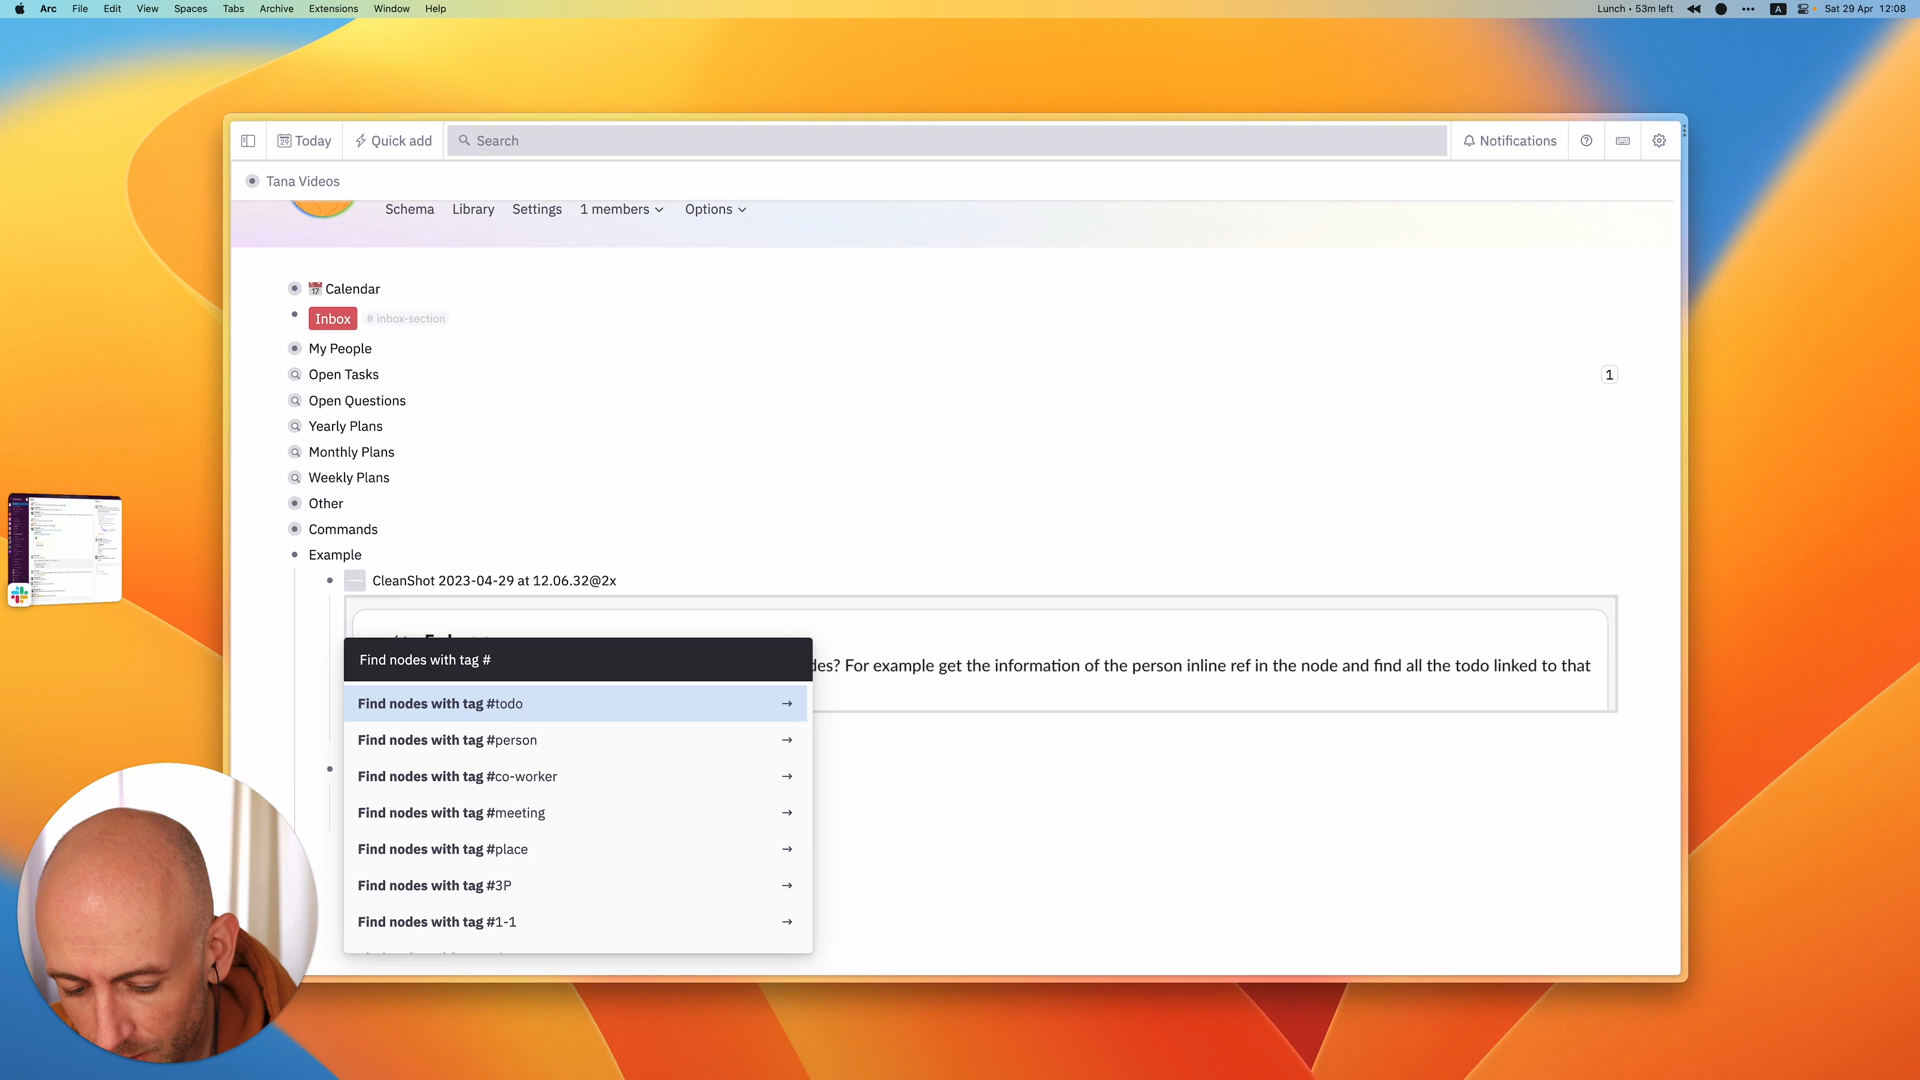 Arc File Edit View Spaces Tabs Archive Extensions Window Help
Lunch • 53m left
A
Sat 29 Apr 12:08
29 Today
Quick add
Search
Notifications
Tana Videos
Schema Library Settings 1 members Options
17 Calendar
Inbox # inbox-section
My People
Open Tasks 1
Open Questions
Yearly Plans
Monthly Plans
Weekly Plans
Other
Commands
Example
CleanShot 2023-04-29 at 12.06.32@2x
Find nodes with tag #
des? For example get the information of the person inline ref in the node and find all the todo linked to that
Find nodes with tag #todo
Find nodes with tag #person
Find nodes with tag #co-worker
Find nodes with tag #meeting
Find nodes with tag #place
Find nodes with tag #3P
Find nodes with tag #1-1